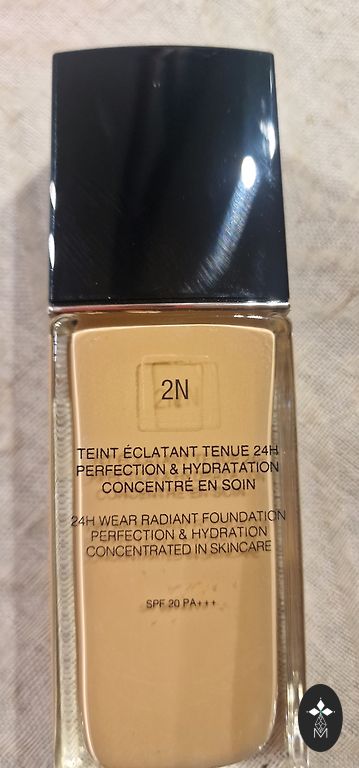 2N
TEINT ÉCLATANT TENUE 24H
PERFECTION & HYDRATATION
CONCENTRÉ EN SOIN
24H WEAR RADIANT FOUNDATION
PERFECTION & HYDRATION
CONCENTRATED IN SKINCARE
SPF 20 PA+++
M